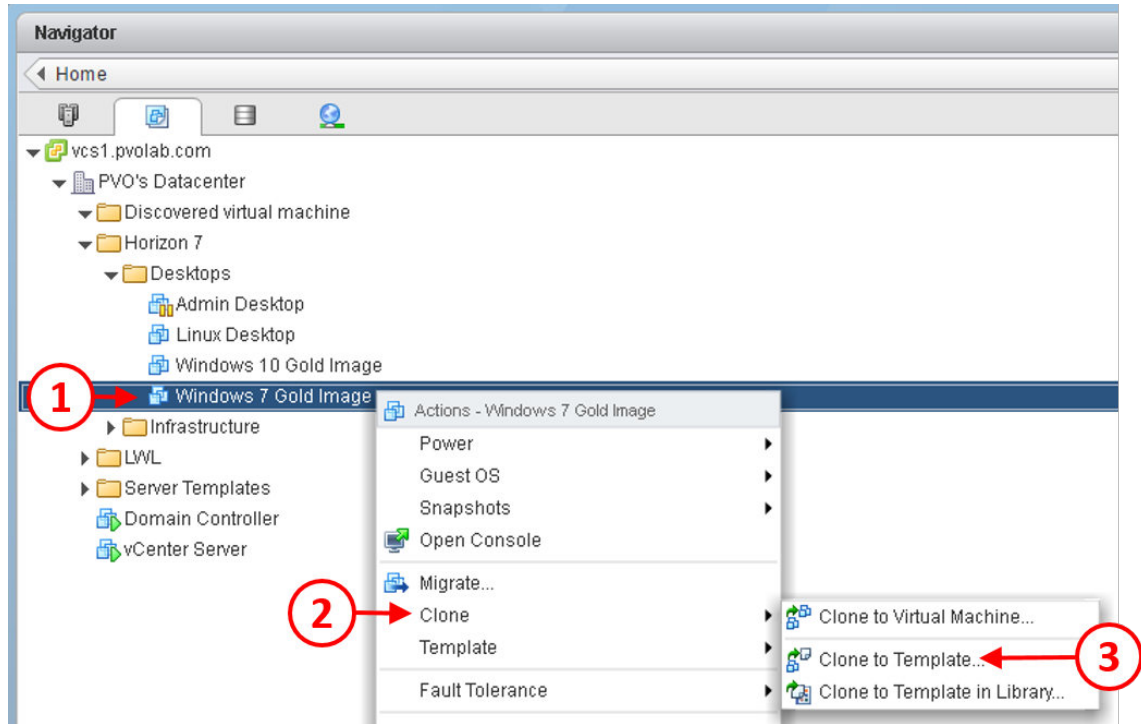 Navigator
Home
vcs1.pvolab.com
PVO's Datacenter
Discovered virtual machine
Horizon 7
Desktops
Admin Desktop
Linux Desktop
Windows 10 Gold Image
1
Windows 7 Gold Image
Infrastructure
LWL
Server Templates
Domain Controller
vCenter Server
Actions - Windows 7 Gold Image
Power
Guest OS
Snapshots
Open Console
Migrate...
2
Clone
Template
Fault Tolerance
Clone to Virtual Machine...
Clone to Template...
3
Clone to Template in Library...